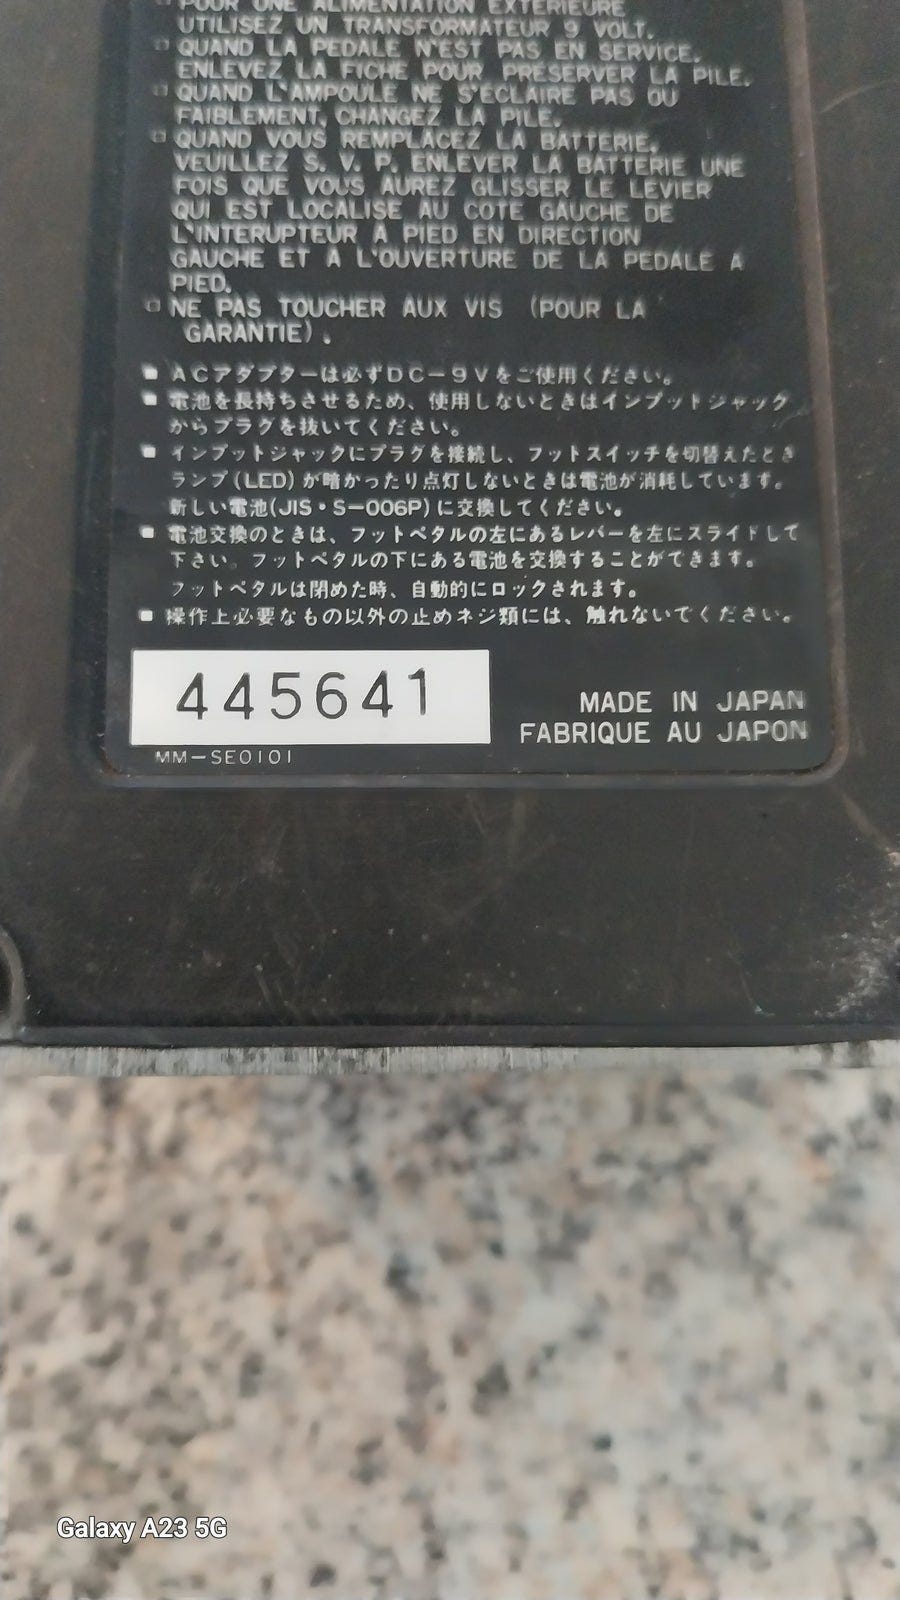 POUR UNE ALIMENTATION EXTERIEURE
UTILISEZ UN TRANSFORMATEUR 9 VOLT.
□ QUAND LA PEDALE N'EST PAS EN SERVICE.
ENLEVEZ LA FICHE POUR PRESERVER LA PILE.
□ QUAND L'AMPOULE NE S'ECLAIRE PAS OU
FAIBLEMENT, CHANGEZ LA PILE.
□ QUAND VOUS REMPLACEZ LA BATTERIE.
VEUILLEZ S. V. P. ENLEVER LA BATTERIE UNE
FOIS QUE VOUS AUREZ GLISSER LE LEVIER
QUI EST LOCALISE AU COTE GAUCHE DE
L'INTERUPTEUR A PIED EN DIRECTION
GAUCHE ET A L'OUVERTURE DE LA PEDALE A
PIED.
□ NE PAS TOUCHER AUX VIS (POUR LA
GARANTIE).
■ ACアダプターは必ずDC－9Vをご使用ください。
■ 電池を長持ちさせるため、使用しないときはインプットジャック
からプラグを抜いてください。
■ インプットジャックにプラグを接続し、フットスイッチを切替えたとき
ランプ(LED)が暗かったり点灯しないときは電池が消耗しています。
新しい電池(JIS・S－006P)に交換してください。
■ 電池交換のときは、フットペタルの左にあるレバーを左にスライドして
下さい。フットペタルの下にある電池を交換することができます。
フットペタルは閉めた時、自動的にロックされます。
■ 操作上必要なもの以外の止めネジ類には、触れないでください。
445641
MM－SE0101
MADE IN JAPAN
FABRIQUE AU JAPON
Galaxy A23 5G